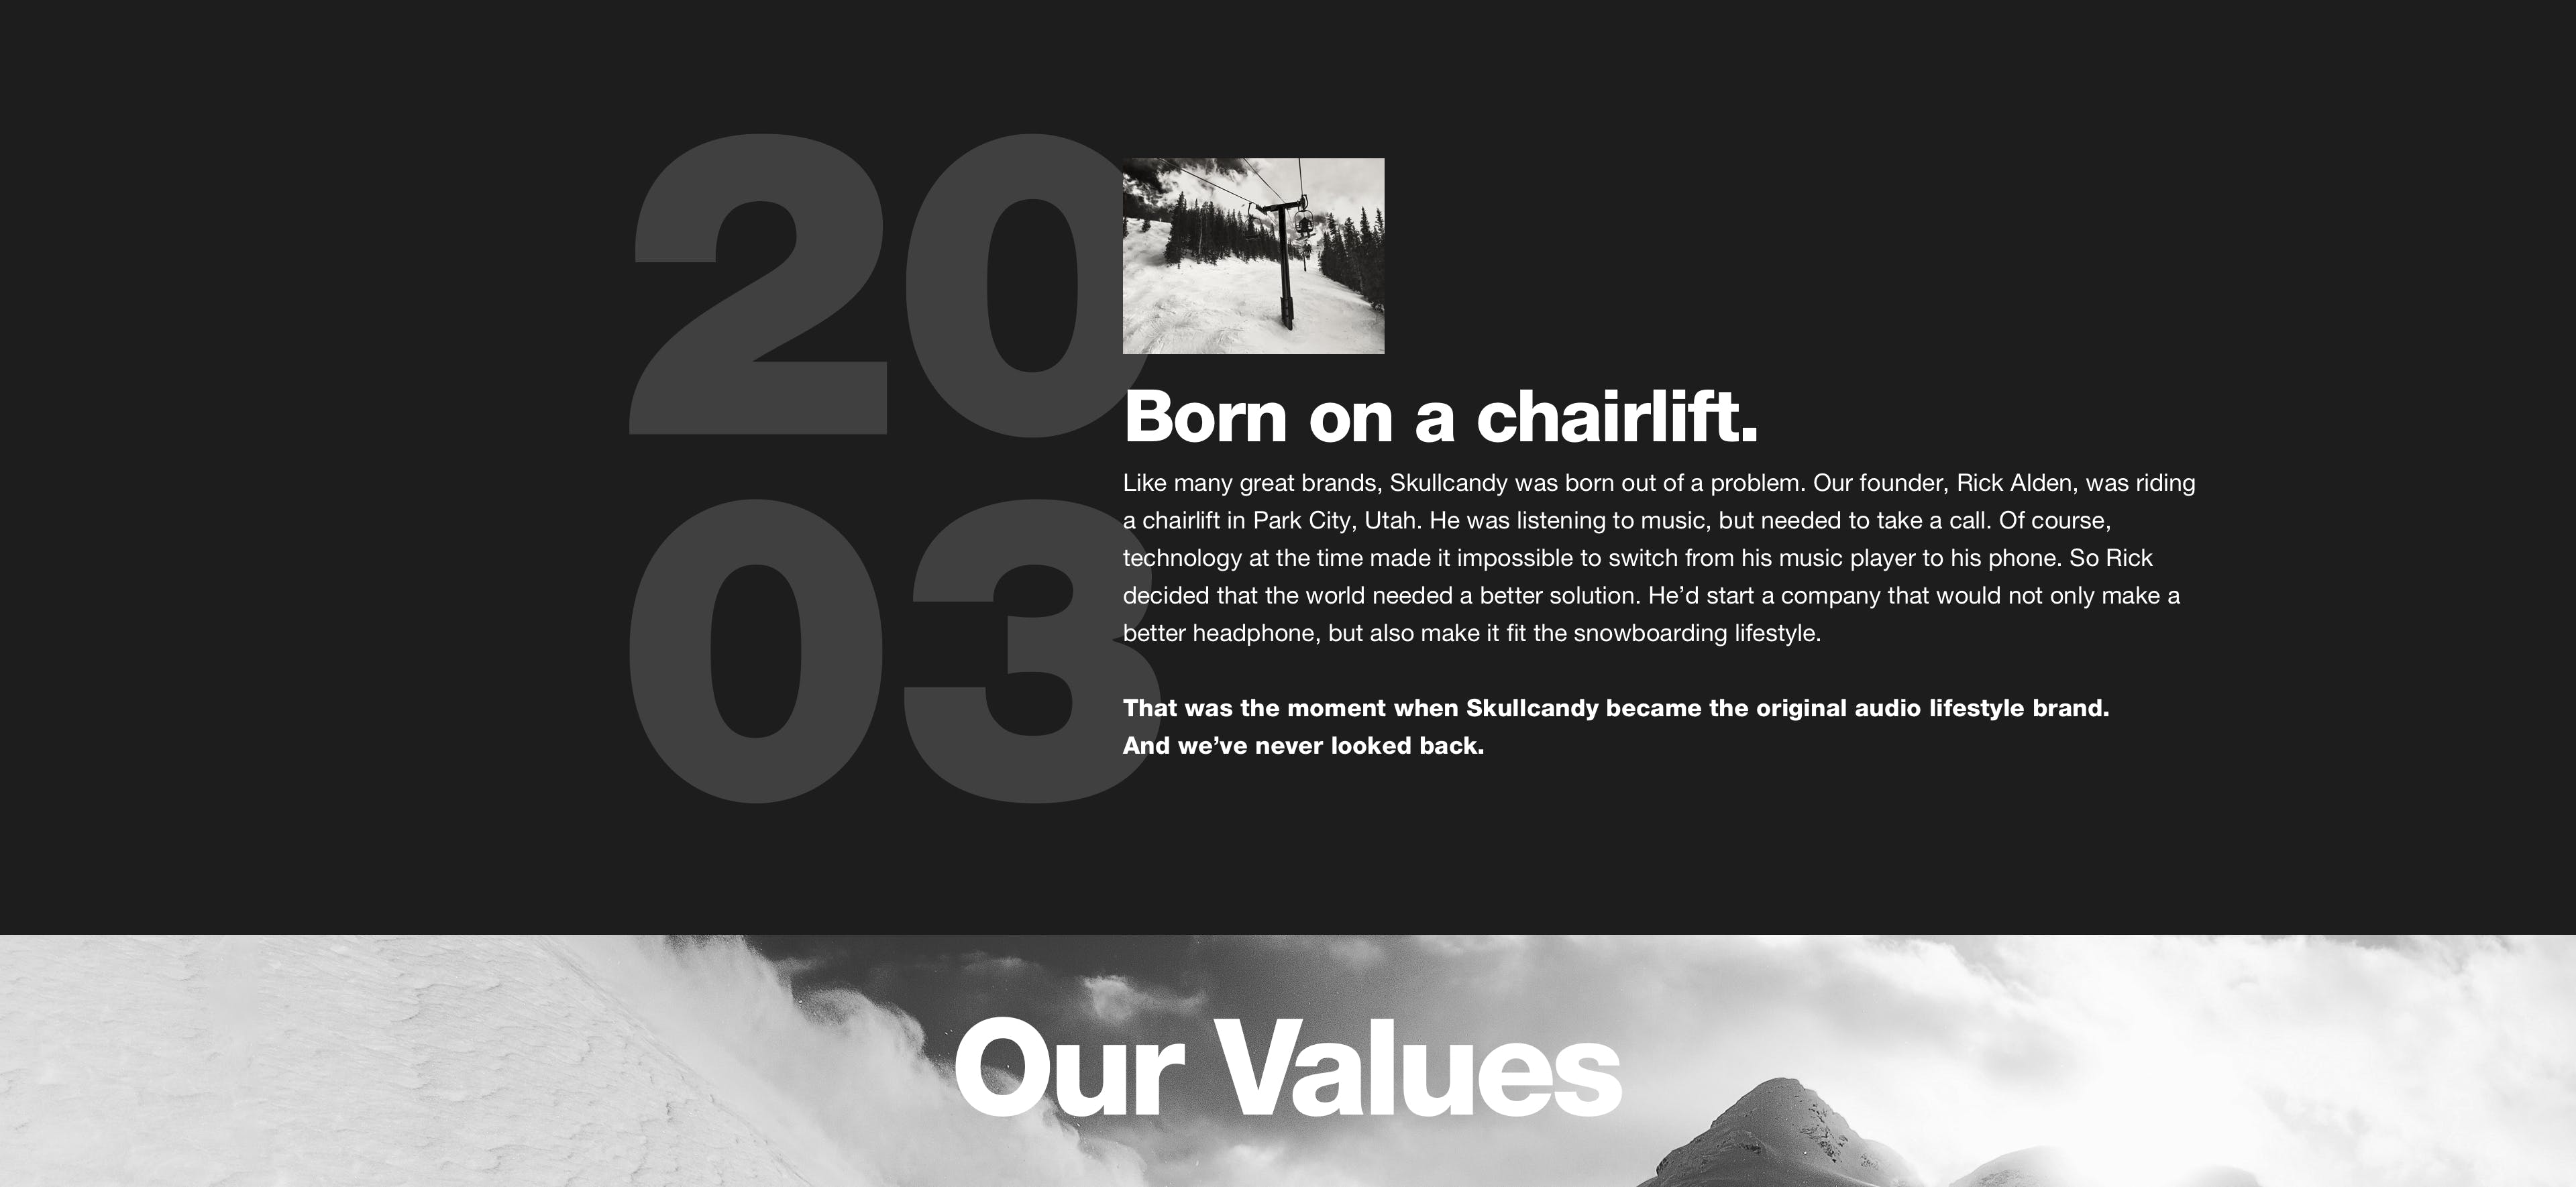 20
03
Born on a chairlift.
Like many great brands, Skullcandy was born out of a problem. Our founder, Rick Alden, was riding
a chairlift in Park City, Utah. He was listening to music, but needed to take a call. Of course,
technology at the time made it impossible to switch from his music player to his phone. So Rick
decided that the world needed a better solution. He’d start a company that would not only make a
better headphone, but also make it fit the snowboarding lifestyle.
That was the moment when Skullcandy became the original audio lifestyle brand.
And we’ve never looked back.
Our Values